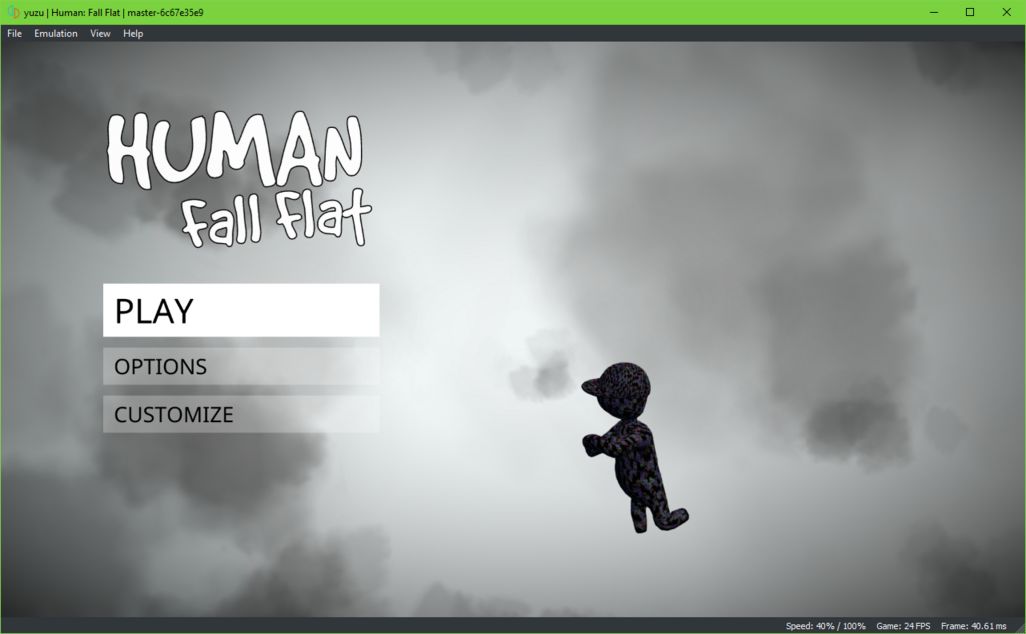 yuzu | Human: Fall Flat | master-6c67e35e9
File Emulation View Help
HUMAN
fall flat
PLAY
OPTIONS
CUSTOMIZE
Speed: 40% / 100% Game: 24 FPS Frame: 40.61 ms